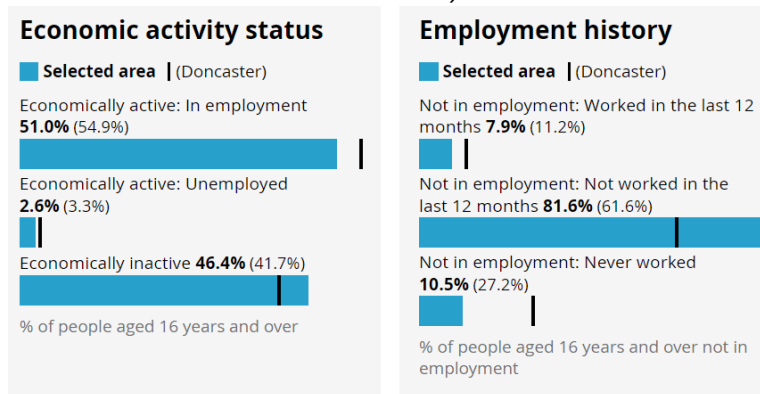 Economic activity status
Selected area | (Doncaster)
Economically active: In employment
51.0% (54.9%)
Economically active: Unemployed
2.6% (3.3%)
Economically inactive 46.4% (41.7%)
% of people aged 16 years and over
Employment history
Selected area | (Doncaster)
Not in employment: Worked in the last 12
months 7.9% (11.2%)
Not in employment: Not worked in the
last 12 months 81.6% (61.6%)
Not in employment: Never worked
10.5% (27.2%)
% of people aged 16 years and over not in
employment